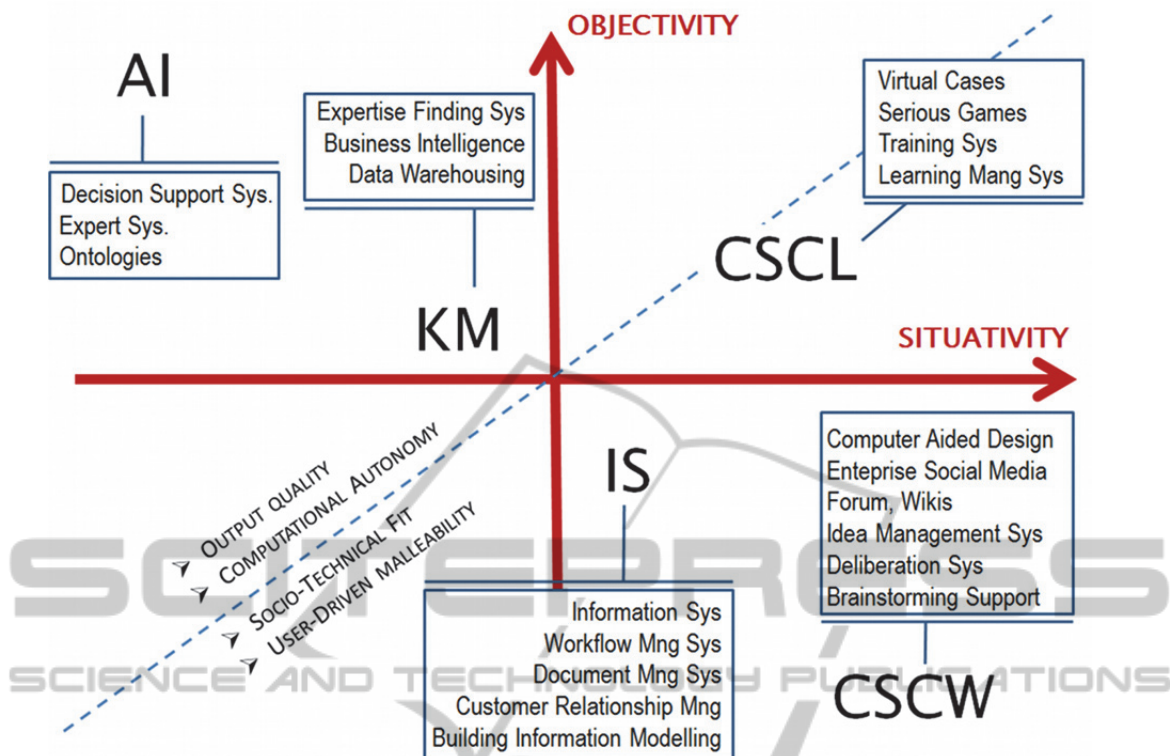 OBJECTIVITY
AI
Expertise Finding Sys
Business Intelligence
Data Warehousing
Virtual Cases
Serious Games
Training Sys
Learning Mang Sys
Decision Support Sys.
Expert Sys.
Ontologies
CSCL
KM
SITUATIVITY
OUTPUT QUALITY
COMPUTATIONAL AUTONOMY
SOCIO-TECHNICAL FIT
USER-DRIVEN MALLEABILITY
IS
Computer Aided Design
Enteprise Social Media
Forum, Wikis
Idea Management Sys
Deliberation Sys
Brainstorming Support
Information Sys
Workflow Mng Sys
Document Mng Sys
Customer Relationship Mng
Building Information Modelling
CSCW
SCITEPRESS
SCIENCE AND TECHNOLOGY PUBLICATIONS